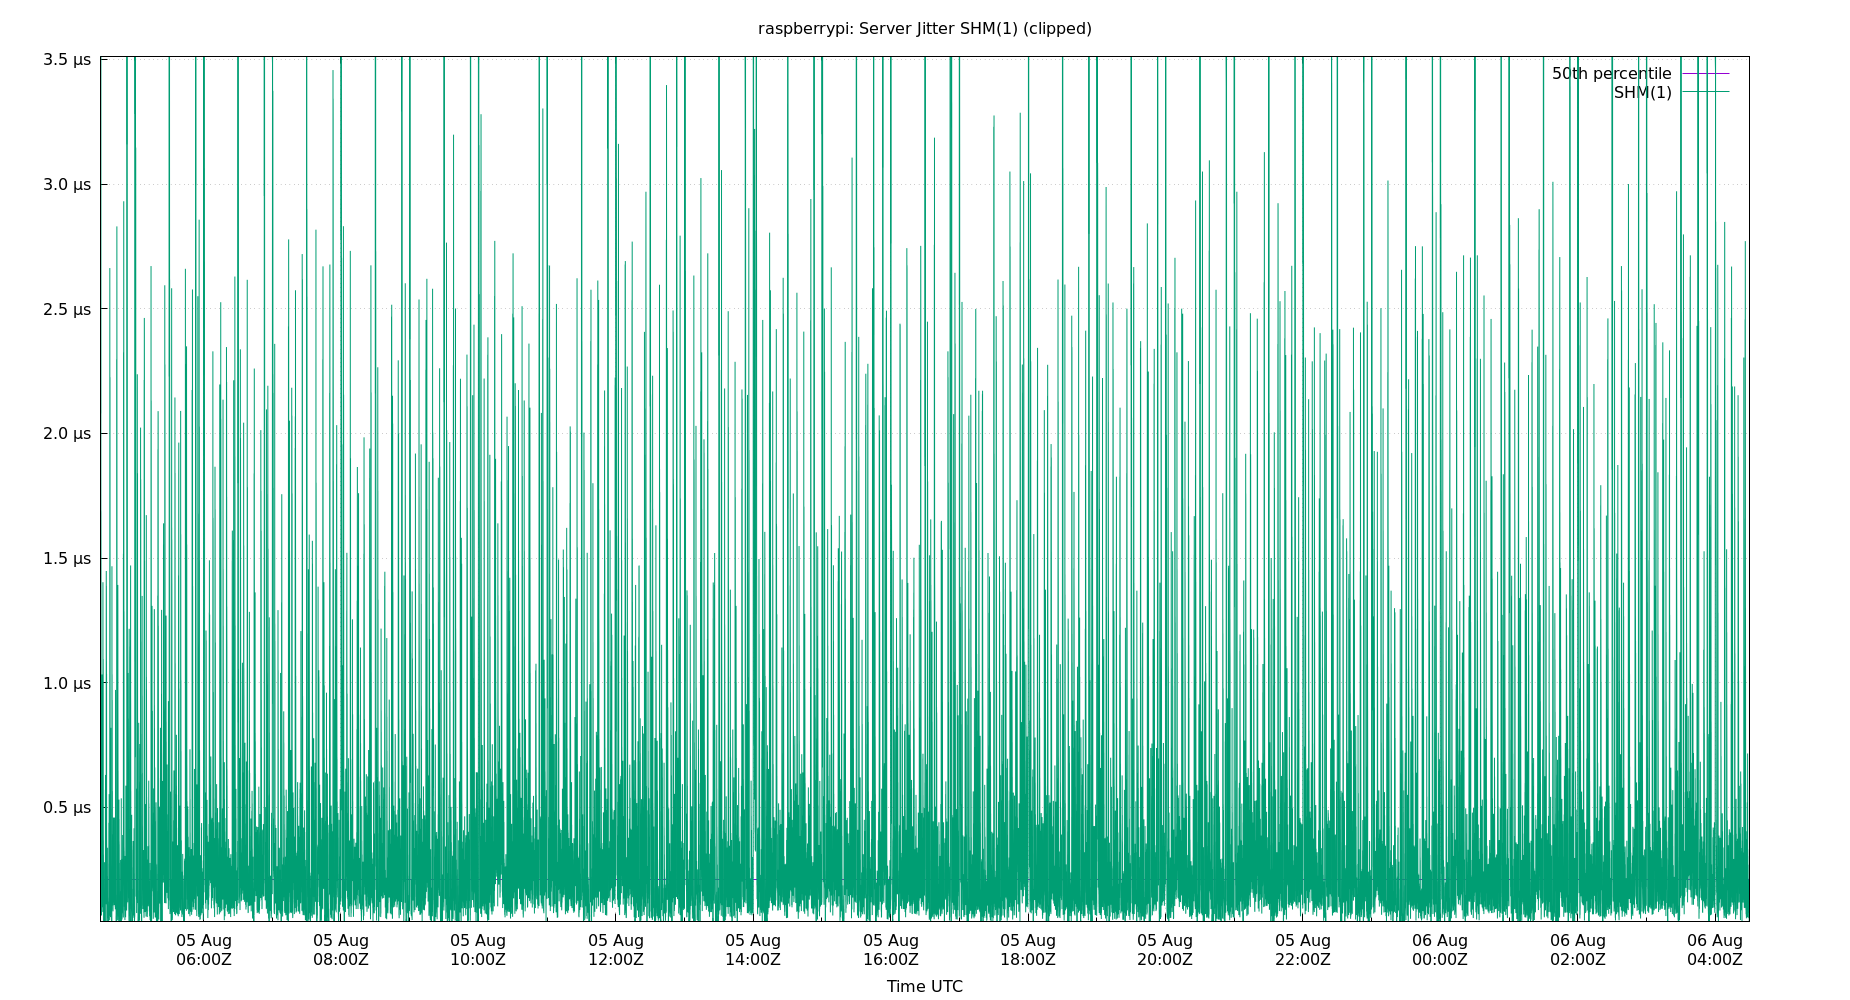 raspberrypi: Server Jitter SHM(1) (clipped)
3.5 μs
3.0 μs
2.5 μs
2.0 μs
1.5 μs
1.0 μs
0.5 μs
50th percentile
SHM(1)
05 Aug 05 Aug 05 Aug 05 Aug 05 Aug 05 Aug 05 Aug 05 Aug 05 Aug 06 Aug 06 Aug 06 Aug
06:00Z 08:00Z 10:00Z 12:00Z 14:00Z 16:00Z 18:00Z 20:00Z 22:00Z 00:00Z 02:00Z 04:00Z
Time UTC